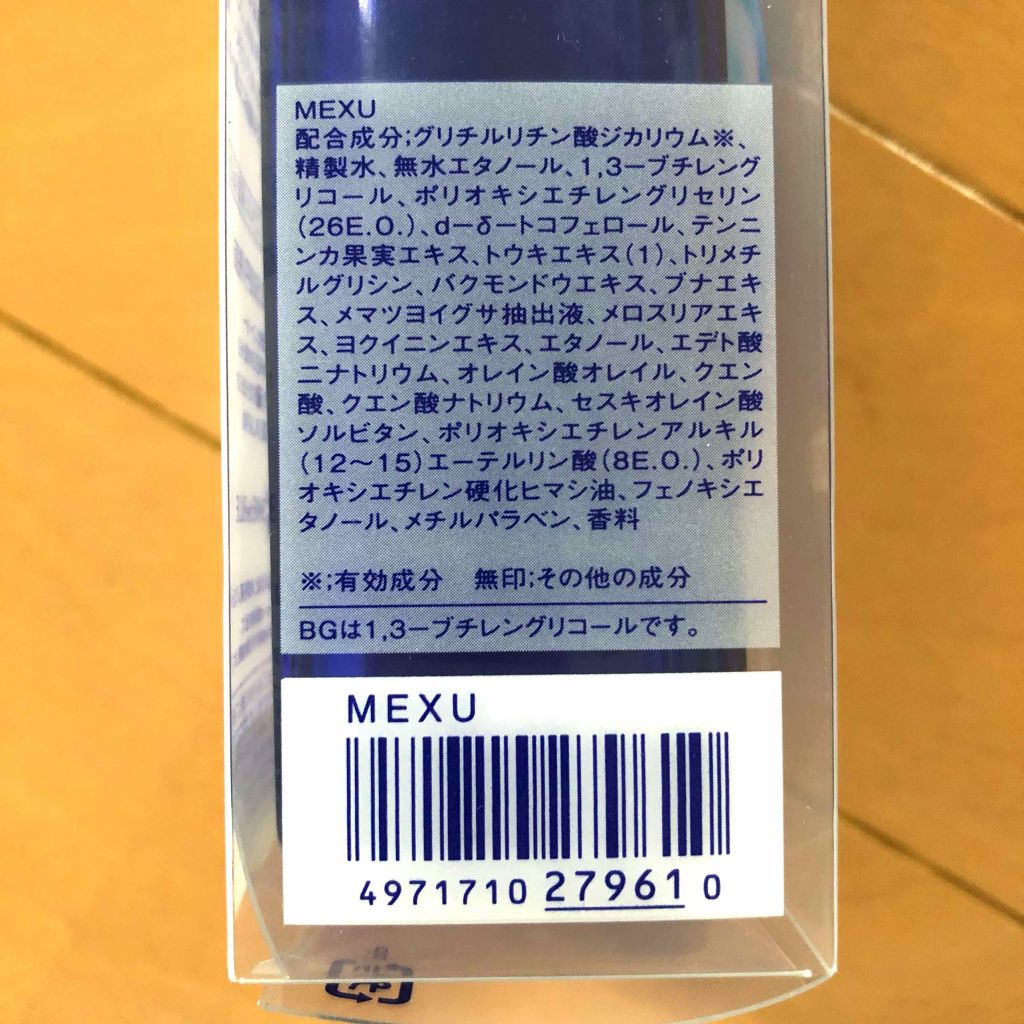 MEXU
配合成分;グリチルリチン酸ジカリウム※、
精製水、無水エタノール、1,3ーブチレング
リコール、ポリオキシエチレングリセリン
(26E.O.)、dーδートコフェロール、テンニ
ンカ果実エキス、トウキエキス(1)、トリメチ
ルグリシン、バクモンドウエキス、ブナエキ
ス、メマツヨイグサ抽出液、メロスリアエキ
ス、ヨクイニンエキス、エタノール、エデト酸
二ナトリウム、オレイン酸オレイル、クエン
酸、クエン酸ナトリウム、セスキオレイン酸
ソルビタン、ポリオキシエチレンアルキル
(12〜15)エーテルリン酸(8E.O.)、ポリ
オキシエチレン硬化ヒマシ油、フェノキシエ
タノール、メチルパラベン、香料
※;有効成分 無印;その他の成分
BGは1,3ーブチレングリコールです。
MEXU
4971710 27961 0